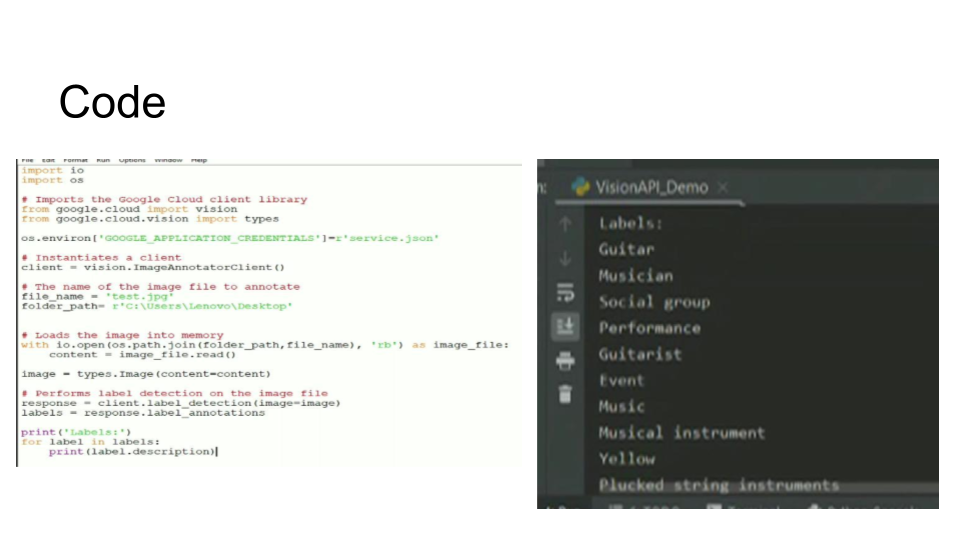 Code
File Edit Format Run Options Window Help
import io
import os
# Imports the Google Cloud client library
from google.cloud import vision
from google.cloud.vision import types
os.environ['GOOGLE_APPLICATION_CREDENTIALS']=r'service.json'
# Instantiates a client
client = vision.ImageAnnotatorClient()
# The name of the image file to annotate
file_name = 'test.jpg'
folder_path= r'C:\Users\Lenovo\Desktop'
# Loads the image into memory
with io.open(os.path.join(folder_path,file_name), 'rb') as image_file:
    content = image_file.read()
image = types.Image(content=content)
# Performs label detection on the image file
response = client.label_detection(image=image)
labels = response.label_annotations
print('Labels:')
for label in labels:
    print(label.description)
VisionAPI_Demo
Labels:
Guitar
Musician
Social group
Performance
Guitarist
Event
Music
Musical instrument
Yellow
Plucked string instruments